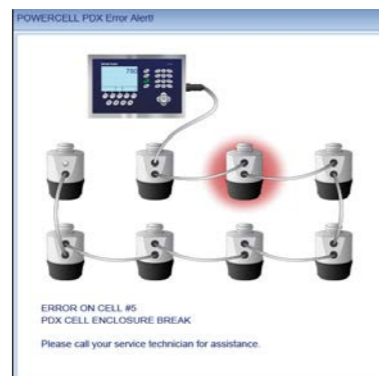 POWERCELL PDX Error Alert!
780
ERROR ON CELL #5
PDX CELL ENCLOSURE BREAK
Please call your service technician for assistance.